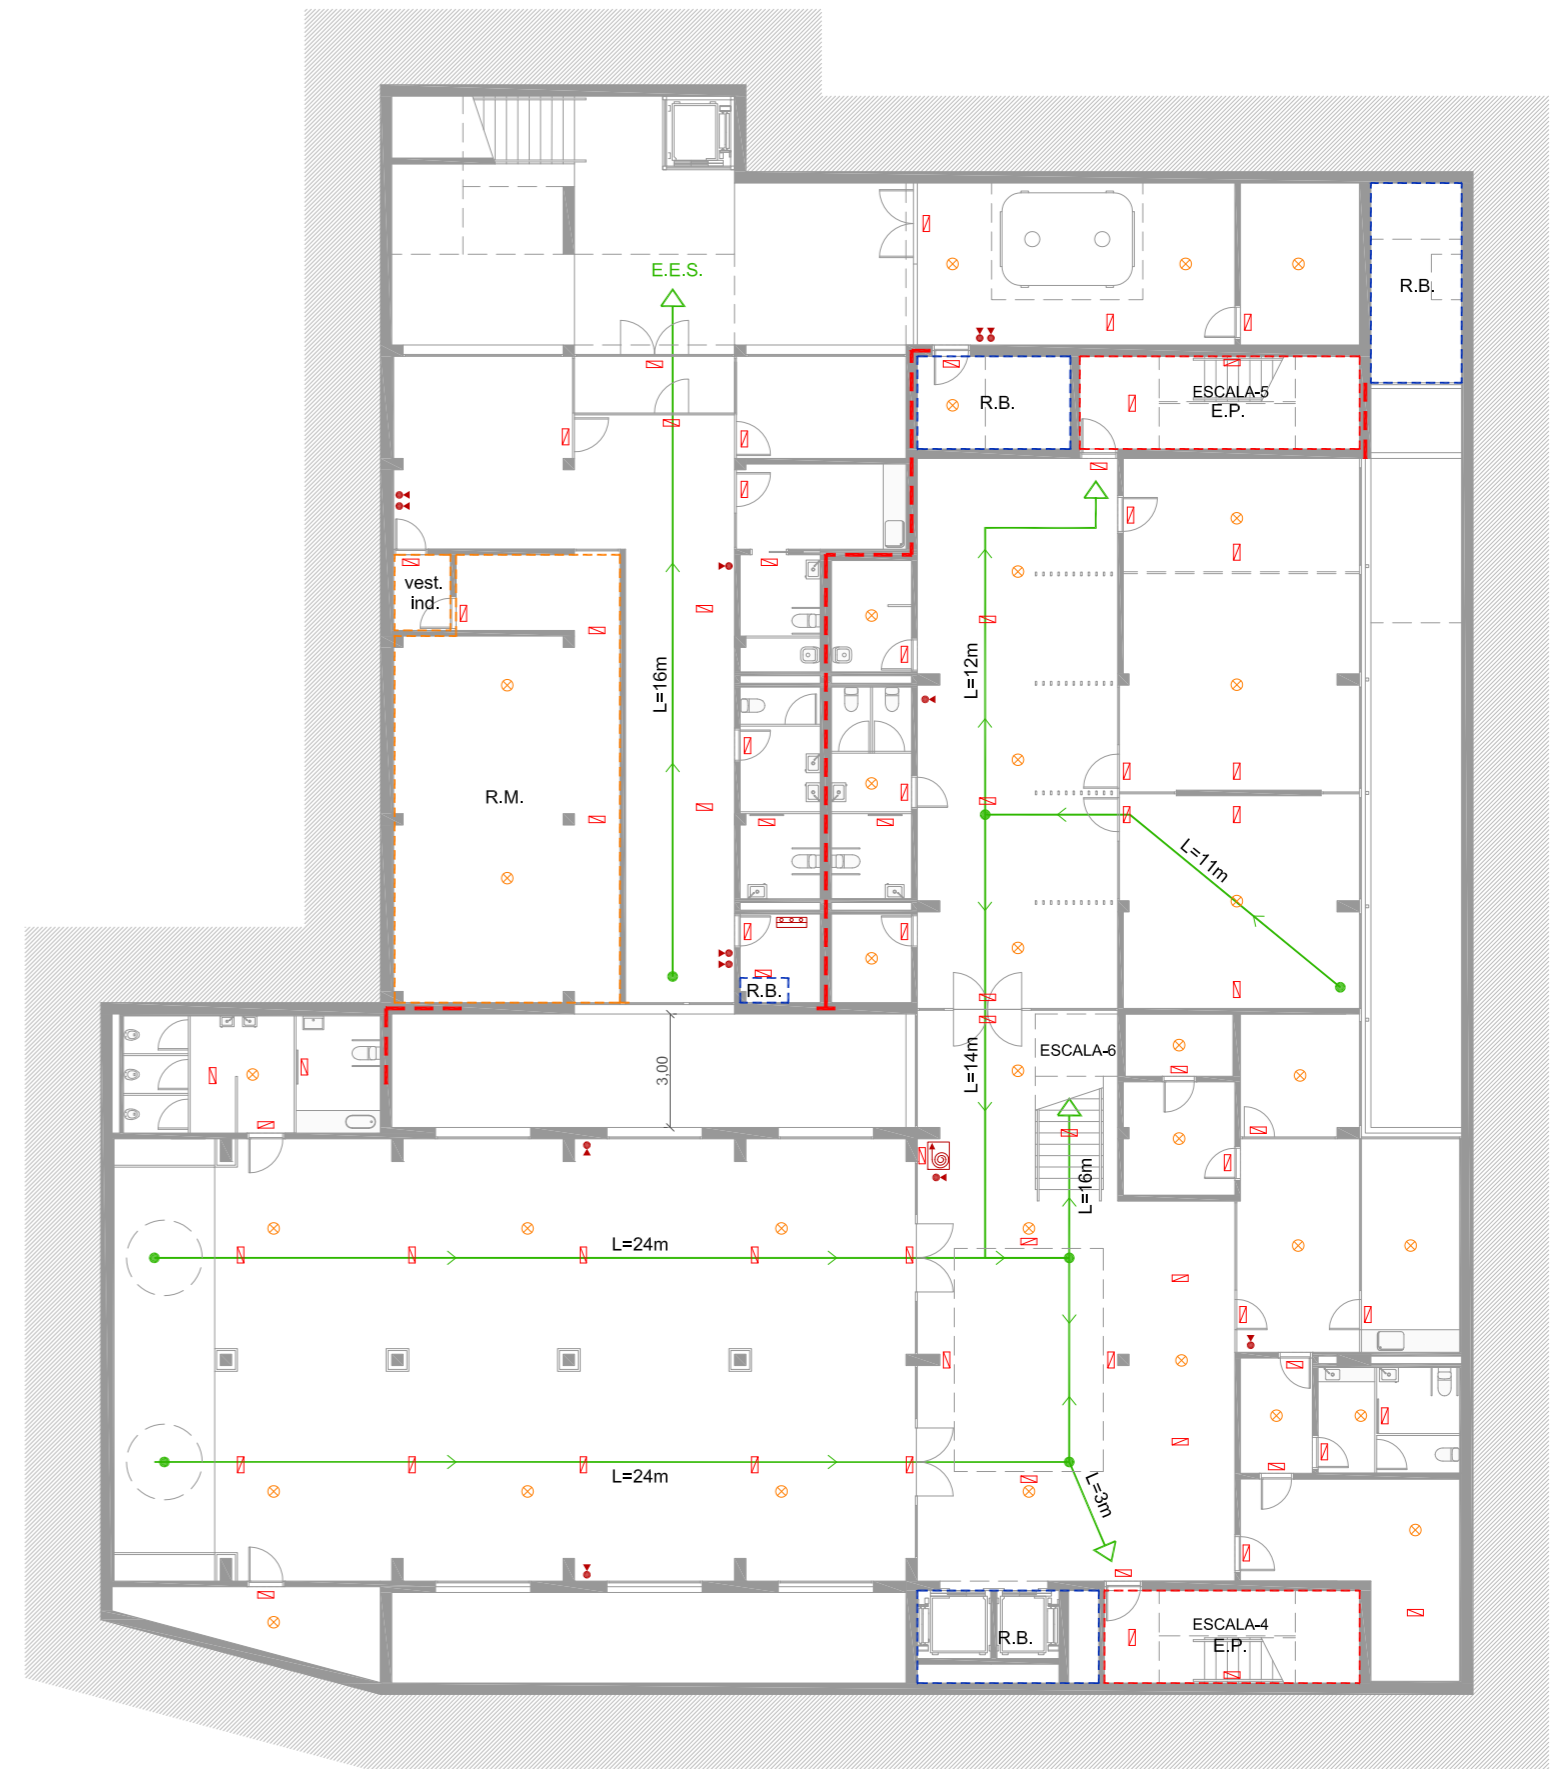 E.E.S.
R.B.
ESCALA-5
E.P.
R.B.
vest.
ind.
L=16m
L=12m
R.M.
L=11m
R.B.
ESCALA-6
L=14m
3,00
L=16m
L=24m
L=24m
L=3m
R.B.
ESCALA-4
E.P.